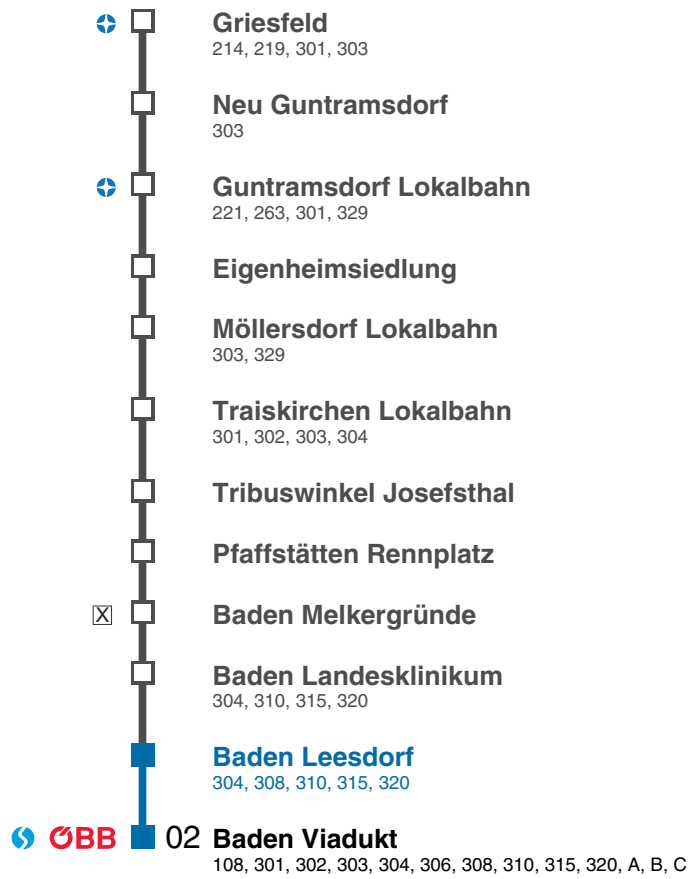 Griesfeld
214, 219, 301, 303
Neu Guntramsdorf
303
Guntramsdorf Lokalbahn
221, 263, 301, 329
Eigenheimsiedlung
Möllersdorf Lokalbahn
303, 329
Traiskirchen Lokalbahn
301, 302, 303, 304
Tribuswinkel Josefsthal
Pfaffstätten Rennplatz
X Baden Melkergründe
Baden Landesklinikum
304, 310, 315, 320
Baden Leesdorf
304, 308, 310, 315, 320
ÖBB 02 Baden Viadukt
108, 301, 302, 303, 304, 306, 308, 310, 315, 320, A, B, C